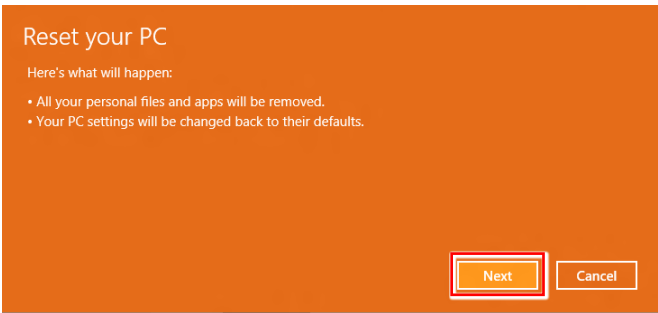 Reset your PC
Here's what will happen:
• All your personal files and apps will be removed.
• Your PC settings will be changed back to their defaults.
Next Cancel